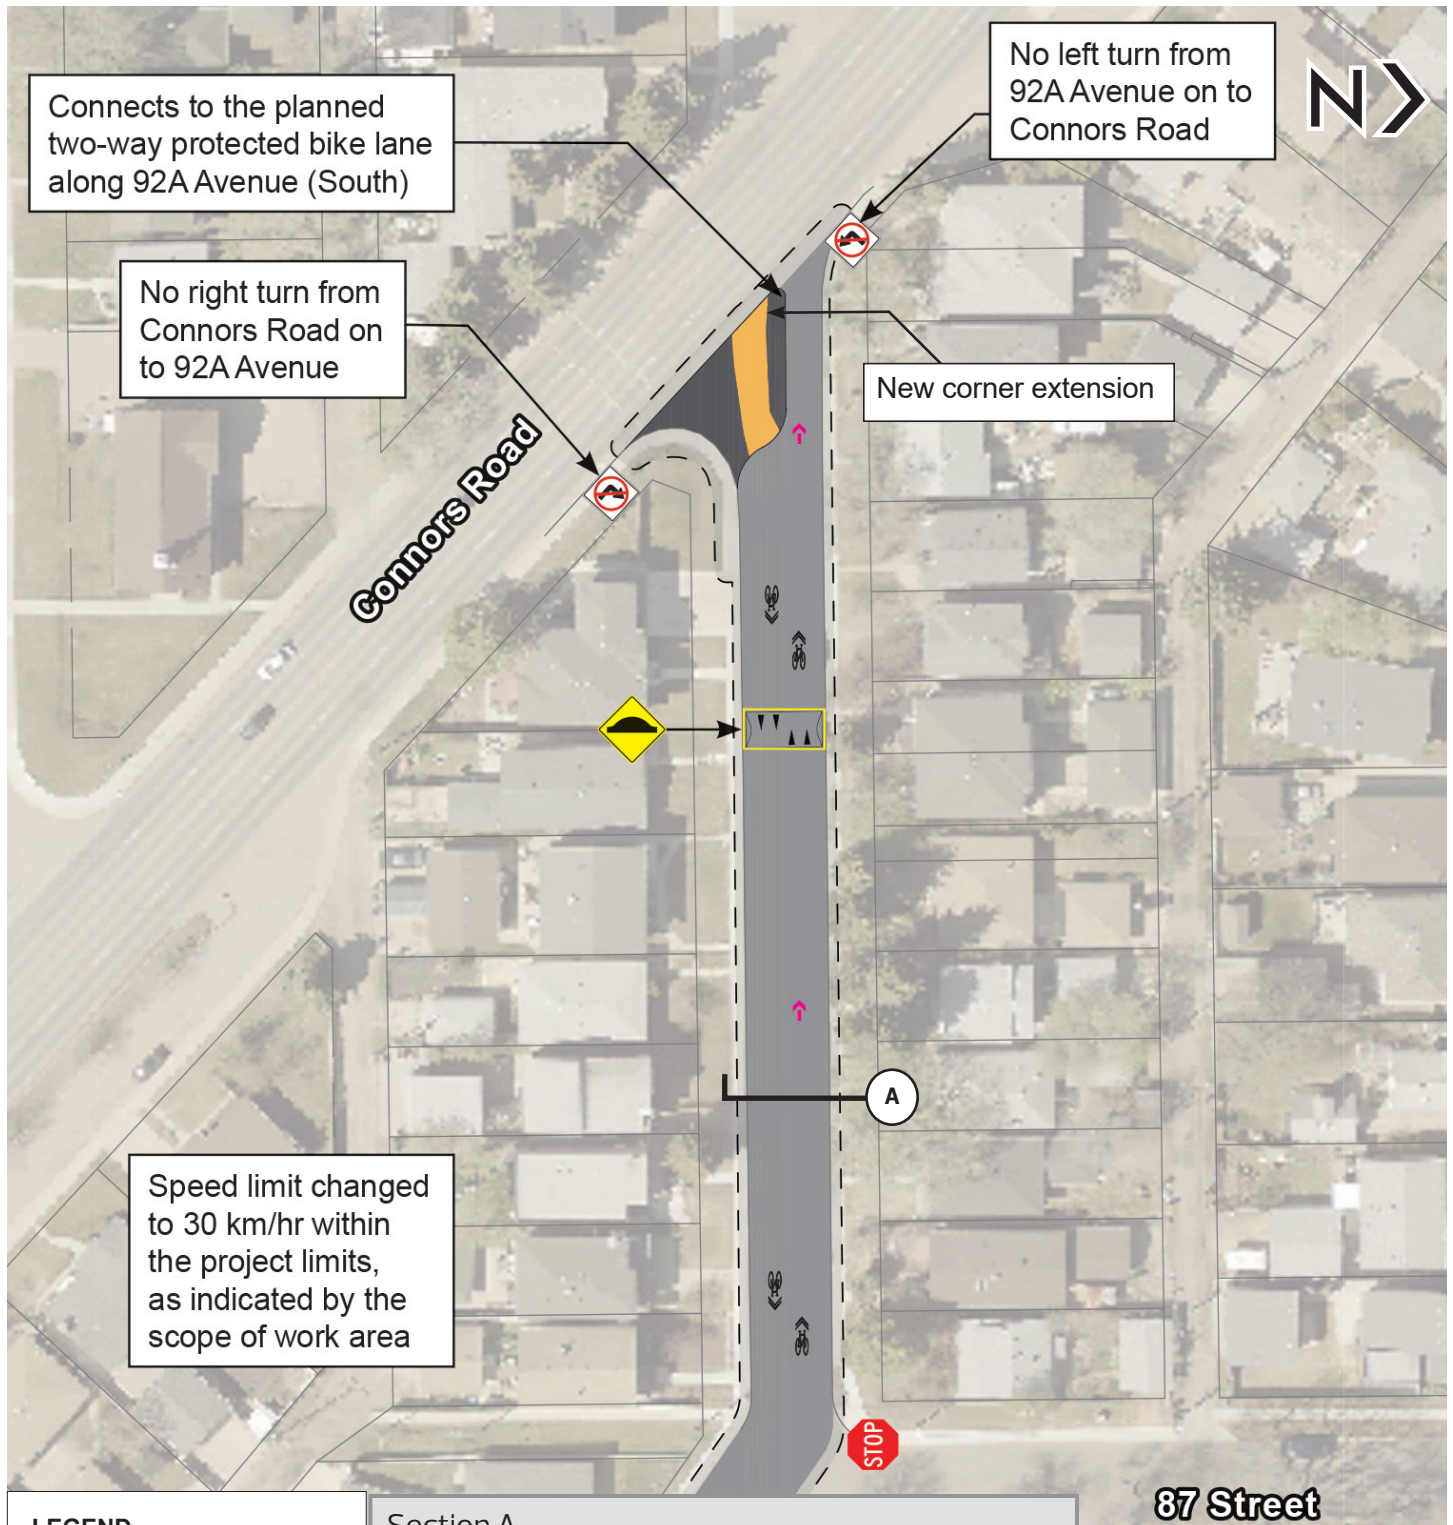 Connects to the planned
two-way protected bike lane
along 92A Avenue (South)
No left turn from
92A Avenue on to
Connors Road
N
No right turn from
Connors Road on
to 92A Avenue
New corner extension
Connors Road
A
Speed limit changed
to 30 km/hr within
the project limits,
as indicated by the
scope of work area
STOP
87 Street
LEGEND
Section A